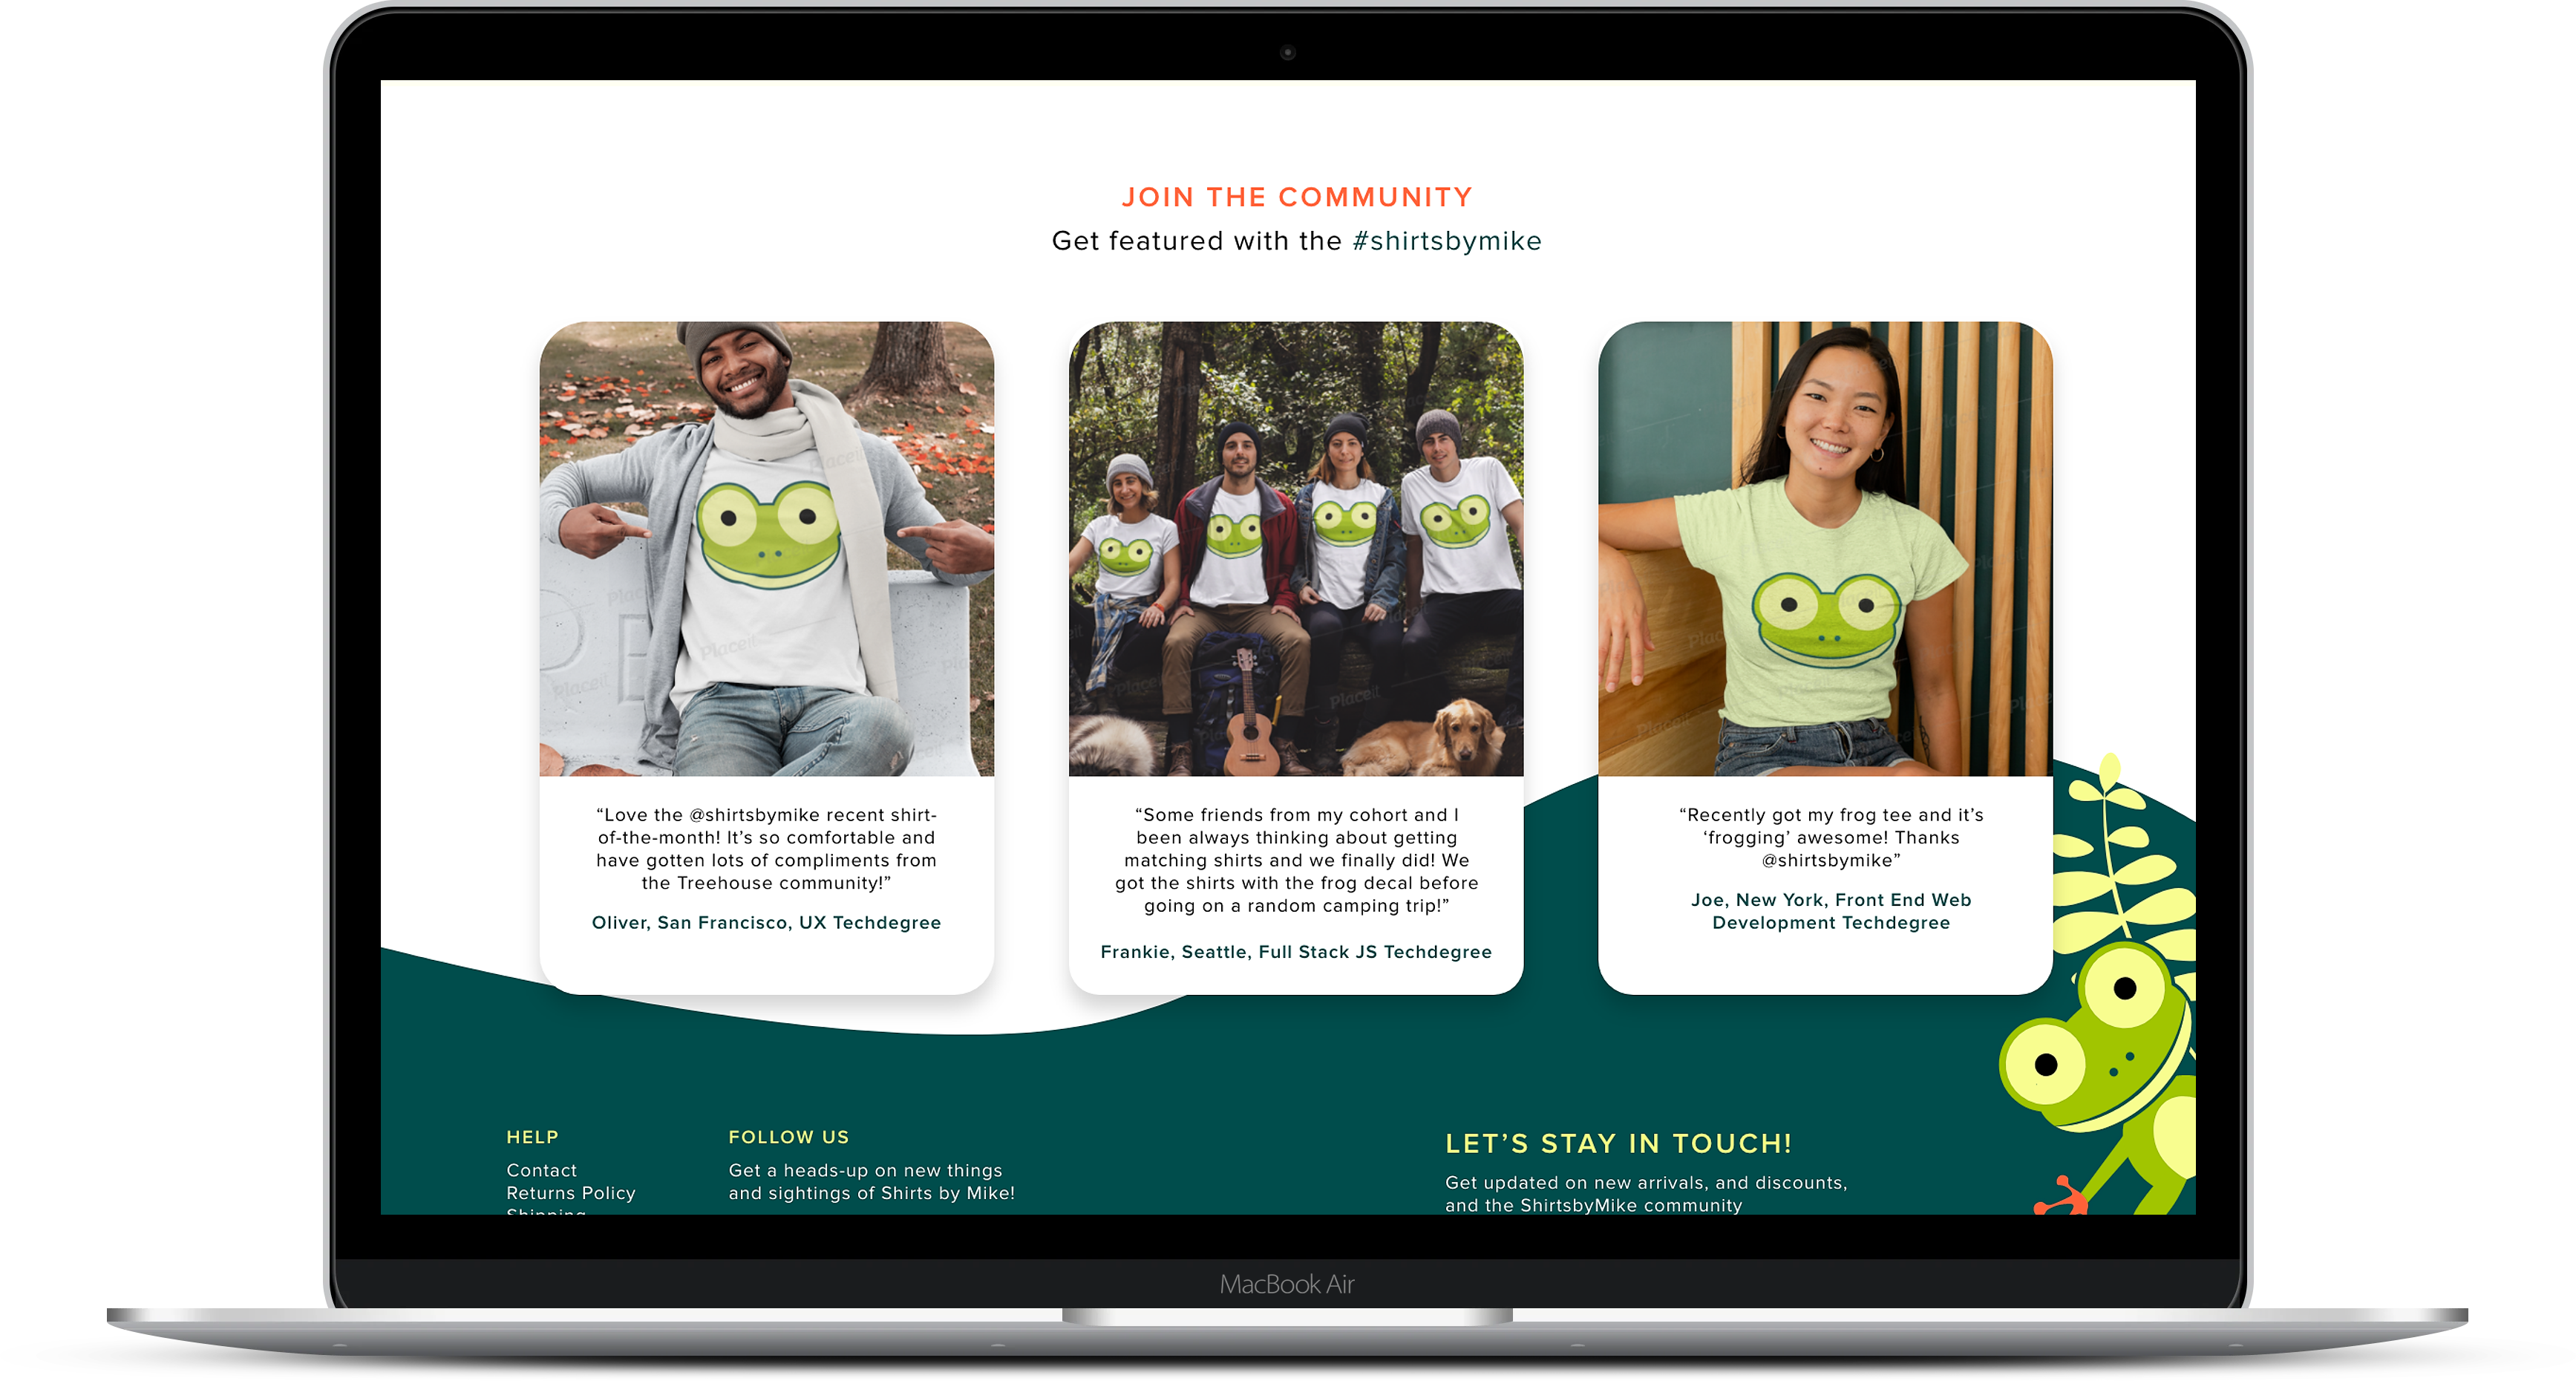 JOIN THE COMMUNITY
Get featured with the #shirtsbymike
“Love the @shirtsbymike recent shirt-
of-the-month! It’s so comfortable and
have gotten lots of compliments from
the Treehouse community!”
Oliver, San Francisco, UX Techdegree
“Some friends from my cohort and I
been always thinking about getting
matching shirts and we finally did! We
got the shirts with the frog decal before
going on a random camping trip!”
Frankie, Seattle, Full Stack JS Techdegree
“Recently got my frog tee and it’s
‘frogging’ awesome! Thanks
@shirtsbymike”
Joe, New York, Front End Web
Development Techdegree
HELP
Contact
Returns Policy
Shipping
FOLLOW US
Get a heads-up on new things
and sightings of Shirts by Mike!
LET’S STAY IN TOUCH!
Get updated on new arrivals, and discounts,
and the ShirtsbyMike community
MacBook Air
Placeit
Placeit
Placeit
Placeit